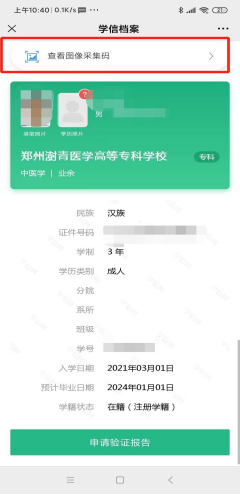 上午10:40 | 0.1K/s
学信档案
查看图像采集码
男
录取照片 学历照片
郑州澍青医学高等专科学校
专科
中医学 | 业余
民族 汉族
证件号码
学制 3 年
学历类别 成人
分院
系所
班级
学号
入学日期 2021年03月01日
预计毕业日期 2024年01月01日
学籍状态 在籍（注册学籍）
申请验证报告